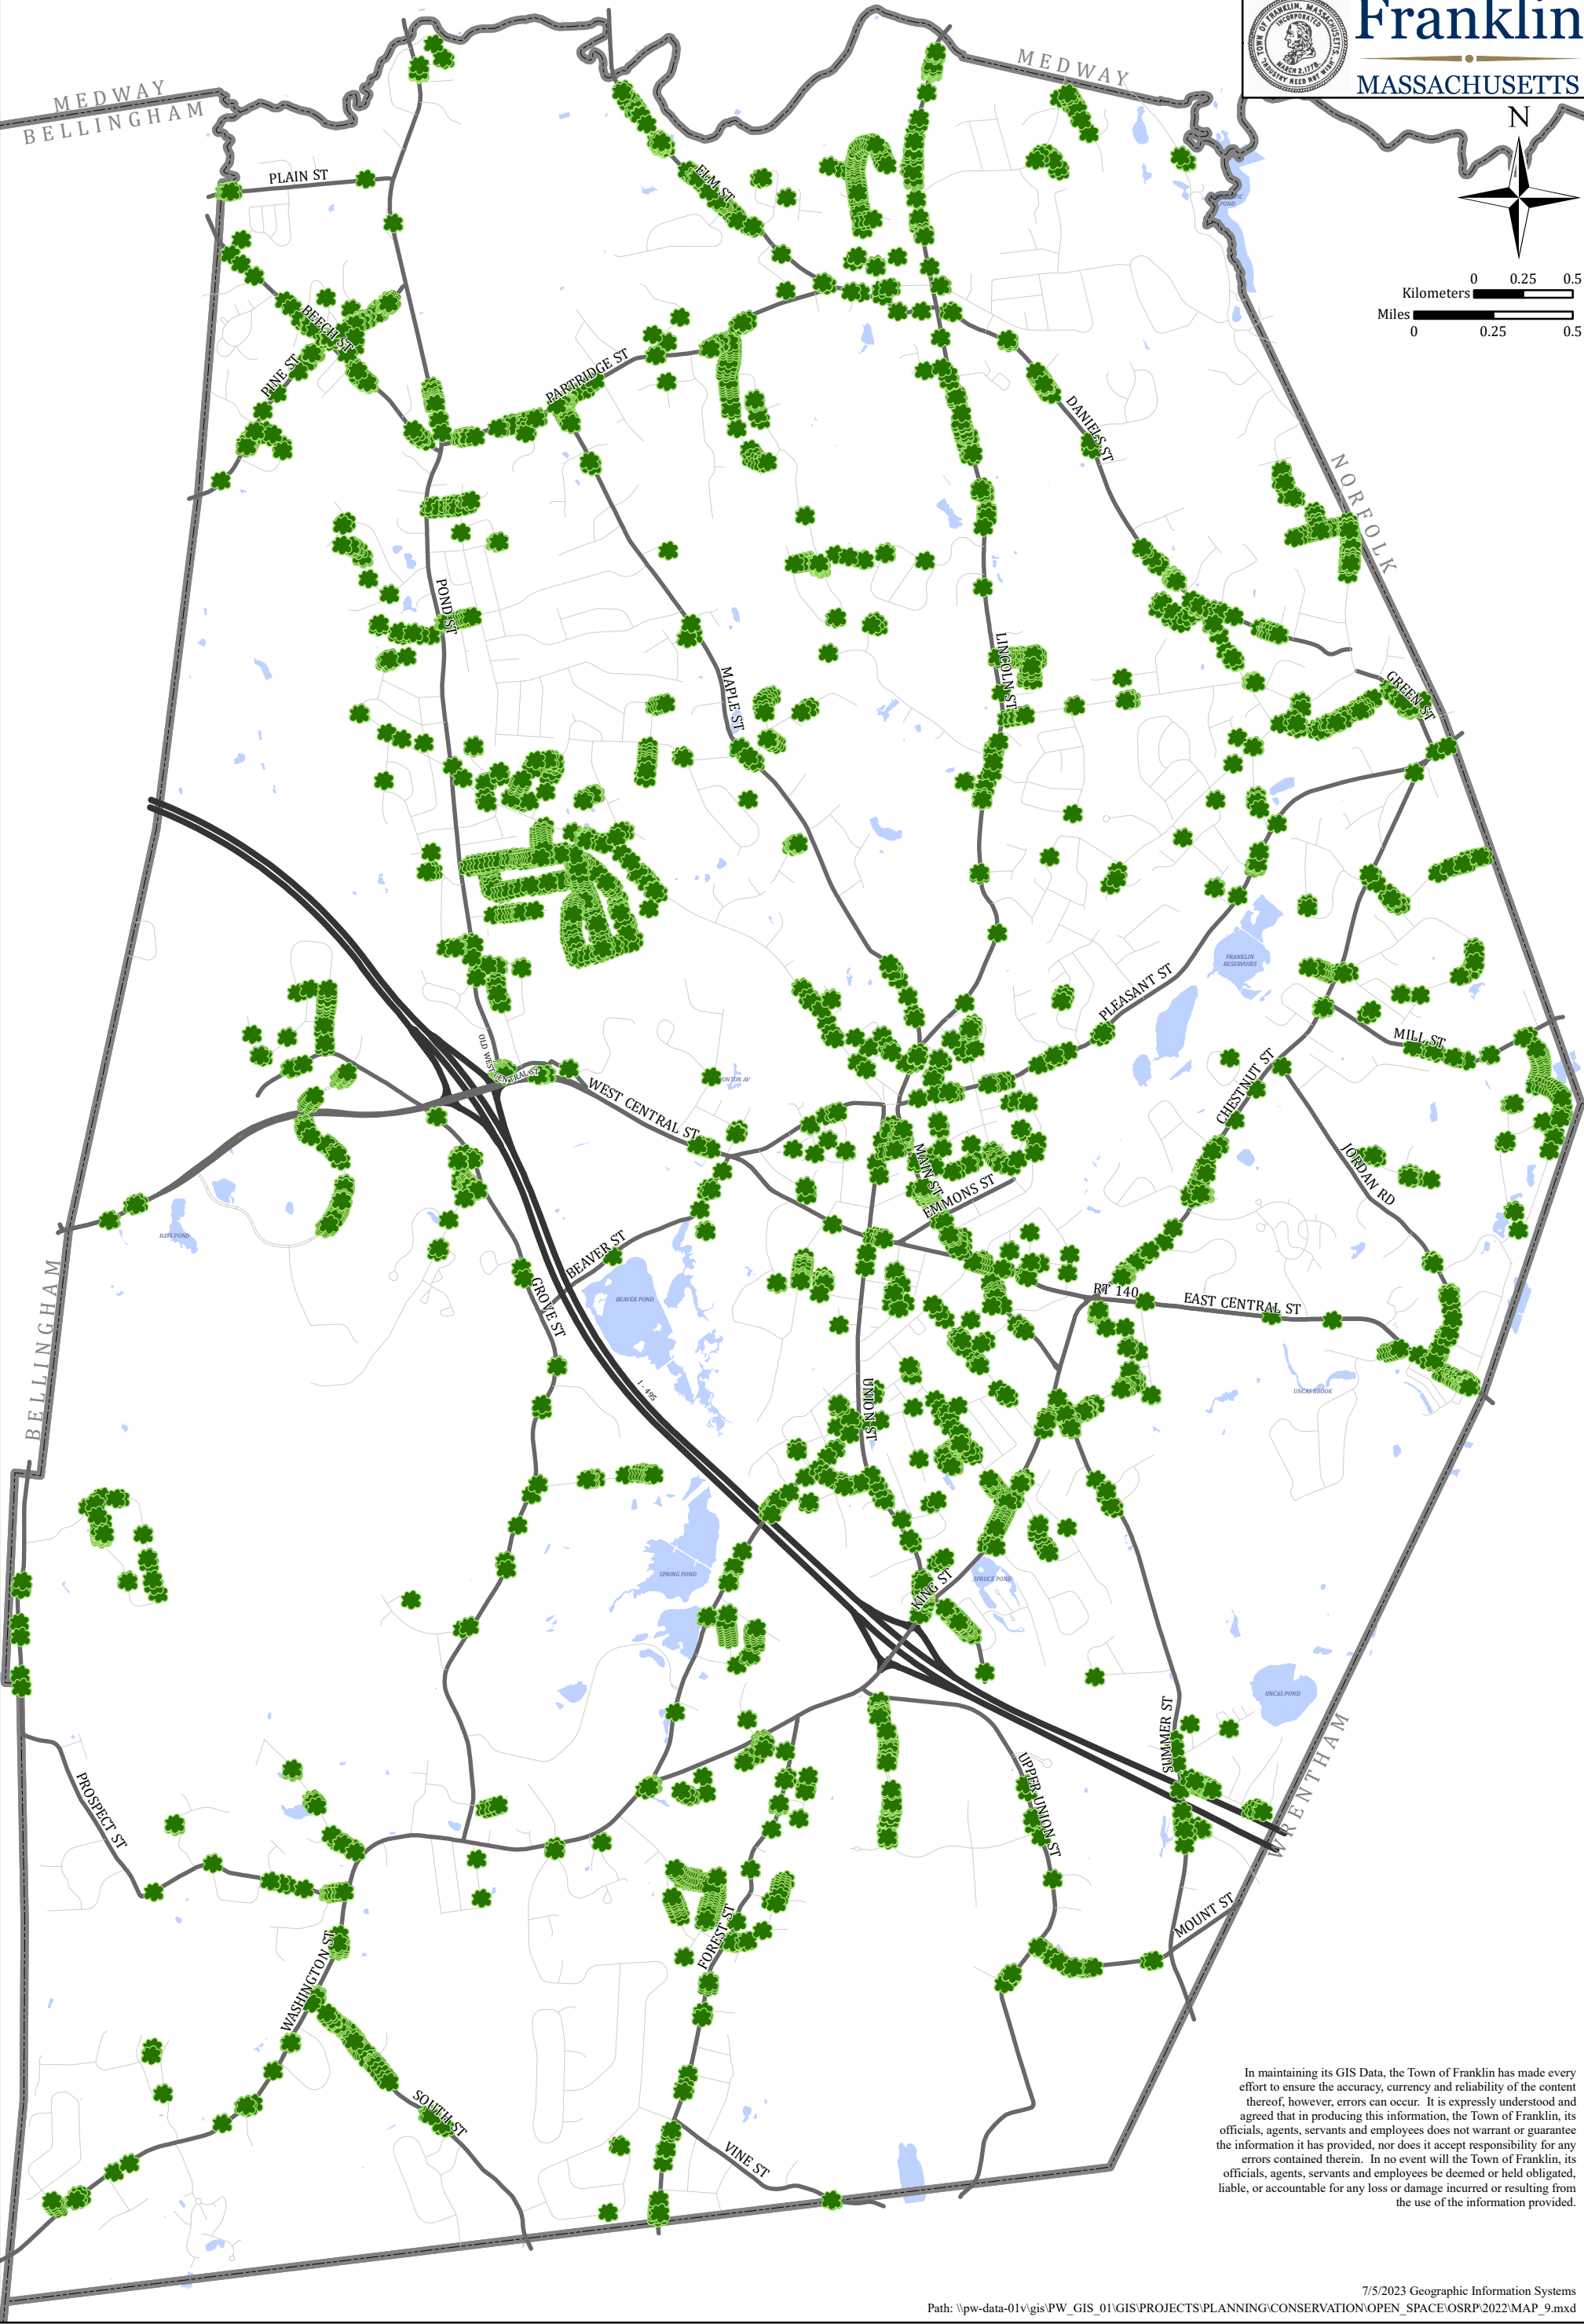 TOWN OF FRANKLIN, MASSACHUSETTS
INCORPORATED
MARCH 2, 1778
INDUSTRY NEED NOT WISH
Franklin
MASSACHUSETTS
MEDWAY
MEDWAY
BELLINGHAM
N
0 0.25 0.5
Kilometers
Miles
0 0.25 0.5
PLAIN ST
ELM ST
POND
BEECH ST
PINE ST
PARTRIDGE ST
DANIELS ST
NORFOLK
POND ST
LINCOLN ST
MAPLE ST
GREEN ST
FRANKLIN
RESERVOIRS
PLEASANT ST
OLD WEST CENTRAL ST
MILL ST
CHESTNUT ST
WEST CENTRAL ST
JORDAN RD
MAIN ST
EMMONS ST
RAYS POND
BEAVER ST
BEAVER POND
GROVE ST
RT 140
EAST CENTRAL ST
BELLINGHAM
I - 495
UNCAS BROOK
UNION ST
SPRING POND
SPRUCE POND
KING ST
UNCAS POND
SUMMER ST
WRENTHAM
PROSPECT ST
UPPER UNION ST
MOUNT ST
FOREST ST
WASHINGTON ST
SOUTH ST
VINE ST
In maintaining its GIS Data, the Town of Franklin has made every
effort to ensure the accuracy, currency and reliability of the content
thereof, however, errors can occur. It is expressly understood and
agreed that in producing this information, the Town of Franklin, its
officials, agents, servants and employees does not warrant or guarantee
the information it has provided, nor does it accept responsibility for any
errors contained therein. In no event will the Town of Franklin, its
officials, agents, servants and employees be deemed or held obligated,
liable, or accountable for any loss or damage incurred or resulting from
the use of the information provided.
7/5/2023 Geographic Information Systems
Path: \\pw-data-01v\gis\PW_GIS_01\GIS\PROJECTS\PLANNING\CONSERVATION\OPEN_SPACE\OSRP\2022\MAP_9.mxd